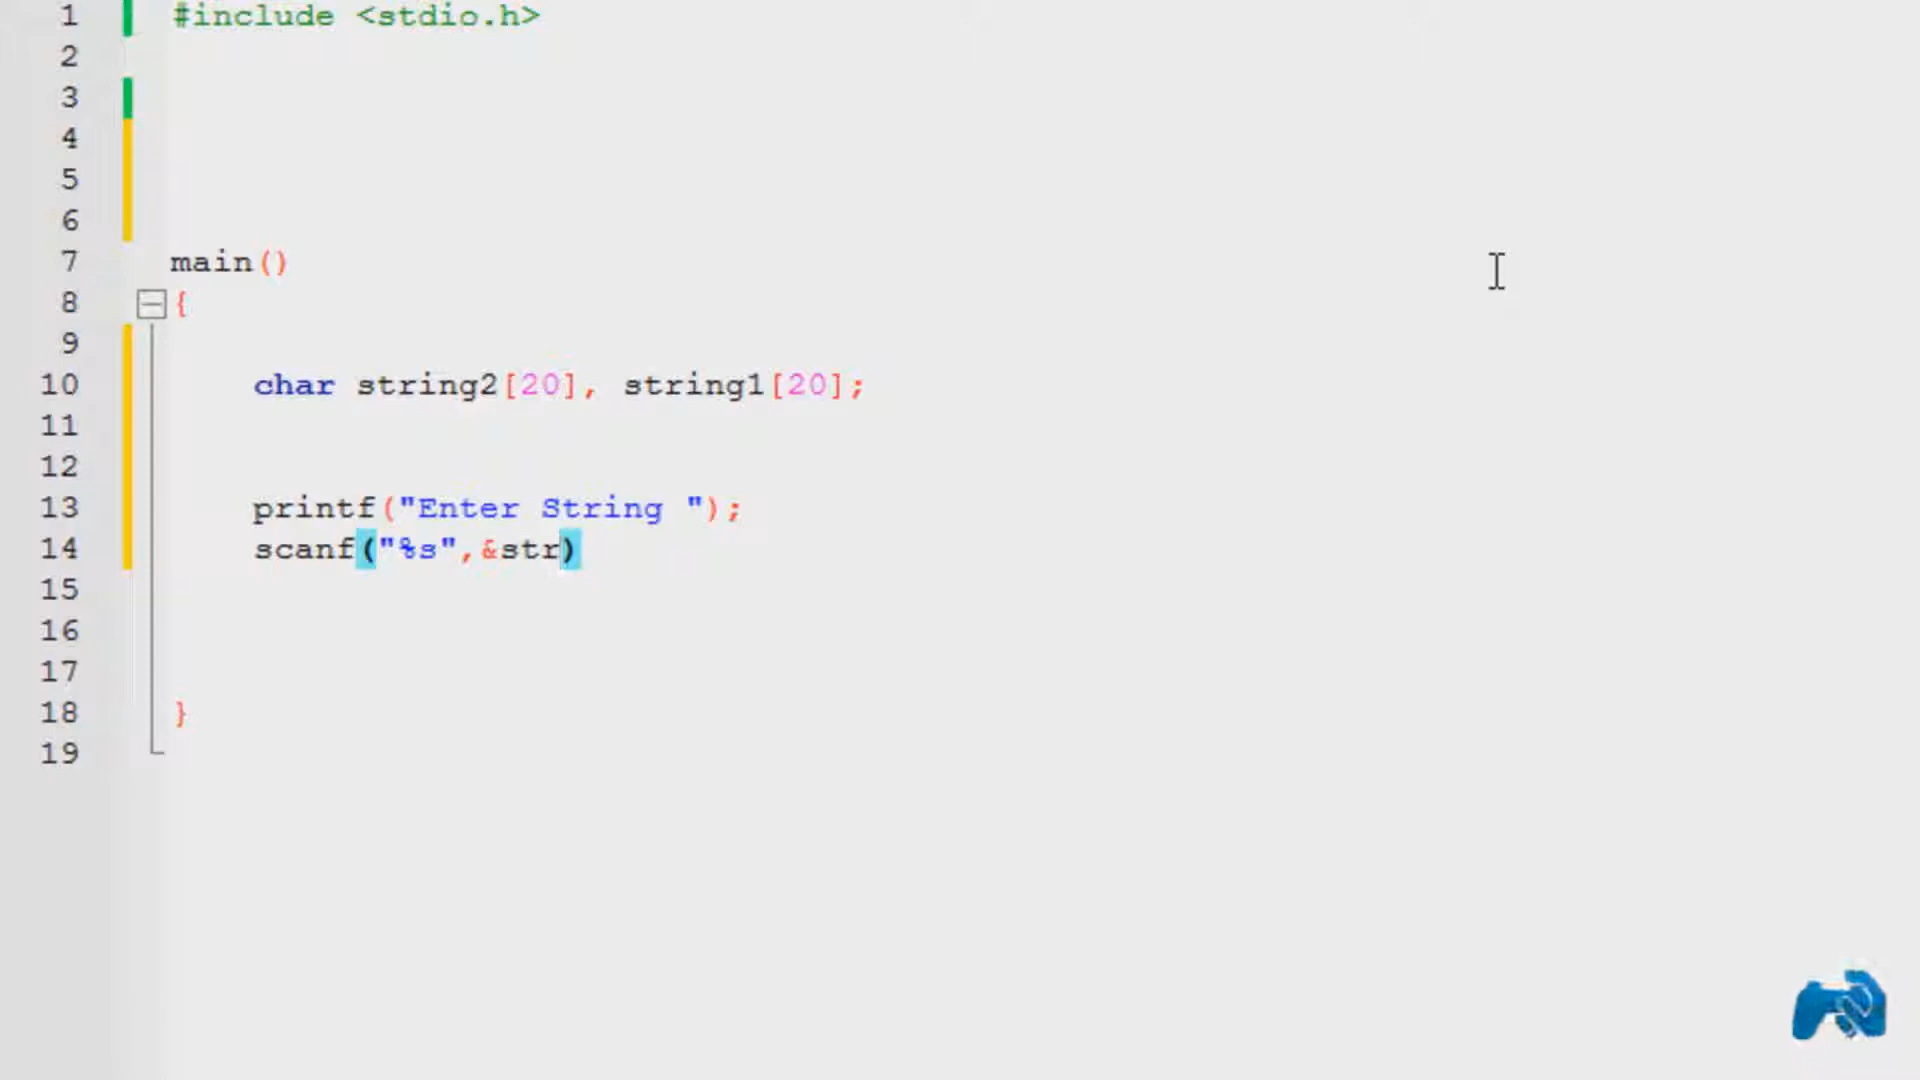 1 #include <stdio.h>
2
3
4
5
6
7 main()
8 {
9
10 char string2[20], string1[20];
11
12
13 printf("Enter String ");
14 scanf("%s",&str)
15
16
17
18 }
19